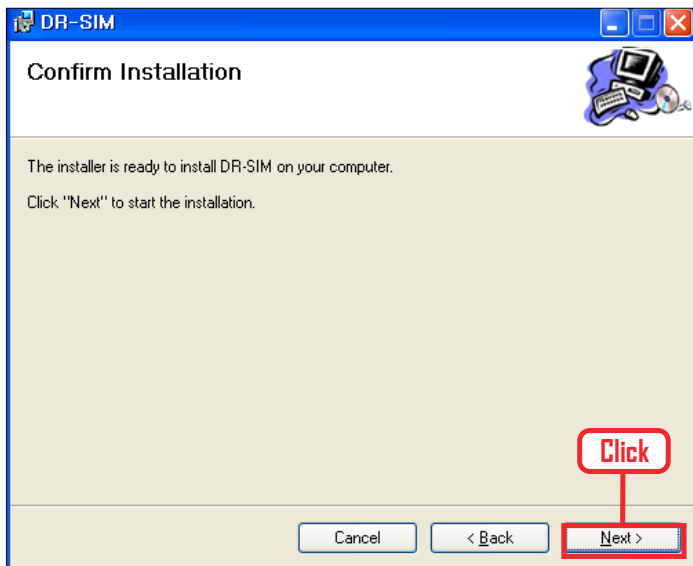 DR-SIM
Confirm Installation
The installer is ready to install DR-SIM on your computer.
Click "Next" to start the installation.
Click
Cancel
< Back
Next >